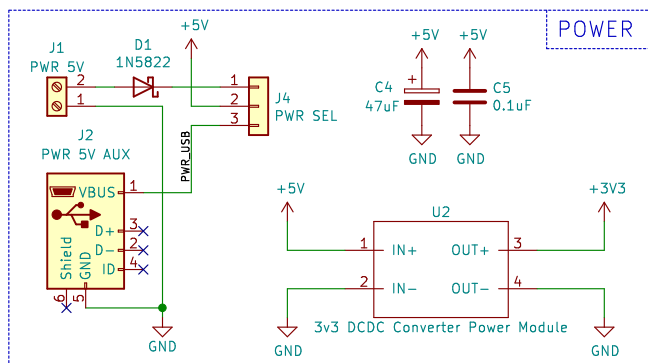 POWER
J1
PWR 5V
2
1
D1
1N5822
+5V
1
2
3
J4
PWR SEL
PWR_USB
J2
PWR 5V AUX
VBUS 1
D+ 3
D- 2
ID 4
Shield
GND
6
5
GND
+5V
+
C4
47uF
GND
+5V
C5
0.1uF
GND
+5V
U2
+3V3
1 IN+ OUT+ 3
2 IN- OUT- 4
3v3 DCDC Converter Power Module
GND
GND